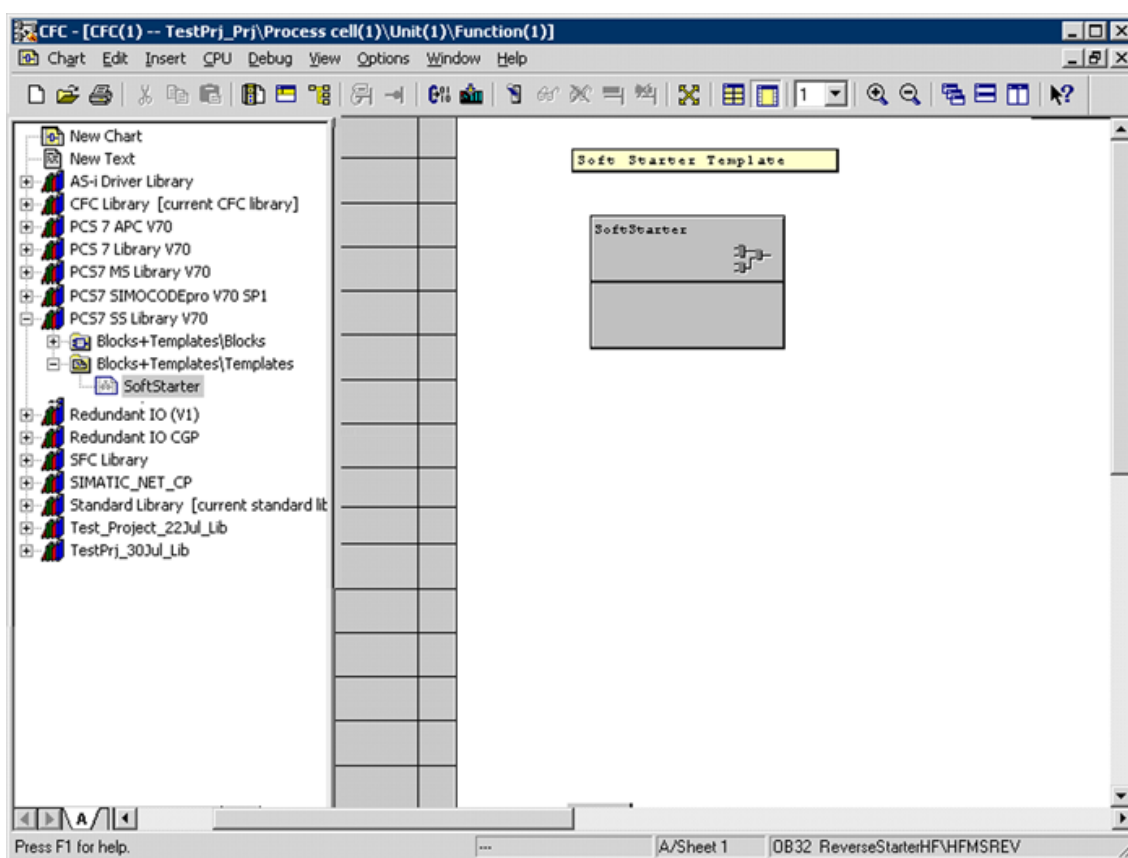 CFC - [CFC(1) -- TestPrj_Prj\Process cell(1)\Unit(1)\Function(1)]
Chart Edit Insert CPU Debug View Options Window Help
1
New Chart
New Text
AS-i Driver Library
CFC Library [current CFC library]
PCS 7 APC V70
PCS 7 Library V70
PCS7 MS Library V70
PCS7 SIMOCODEpro V70 SP1
PCS7 SS Library V70
Blocks+Templates\Blocks
Blocks+Templates\Templates
SoftStarter
Redundant IO (V1)
Redundant IO CGP
SFC Library
SIMATIC_NET_CP
Standard Library [current standard lit
Test_Project_22Jul_Lib
TestPrj_30Jul_Lib
Soft Starter Template
SoftStarter
A
Press F1 for help.
---
A/Sheet 1
OB32 ReverseStarterHF\HFMSREV